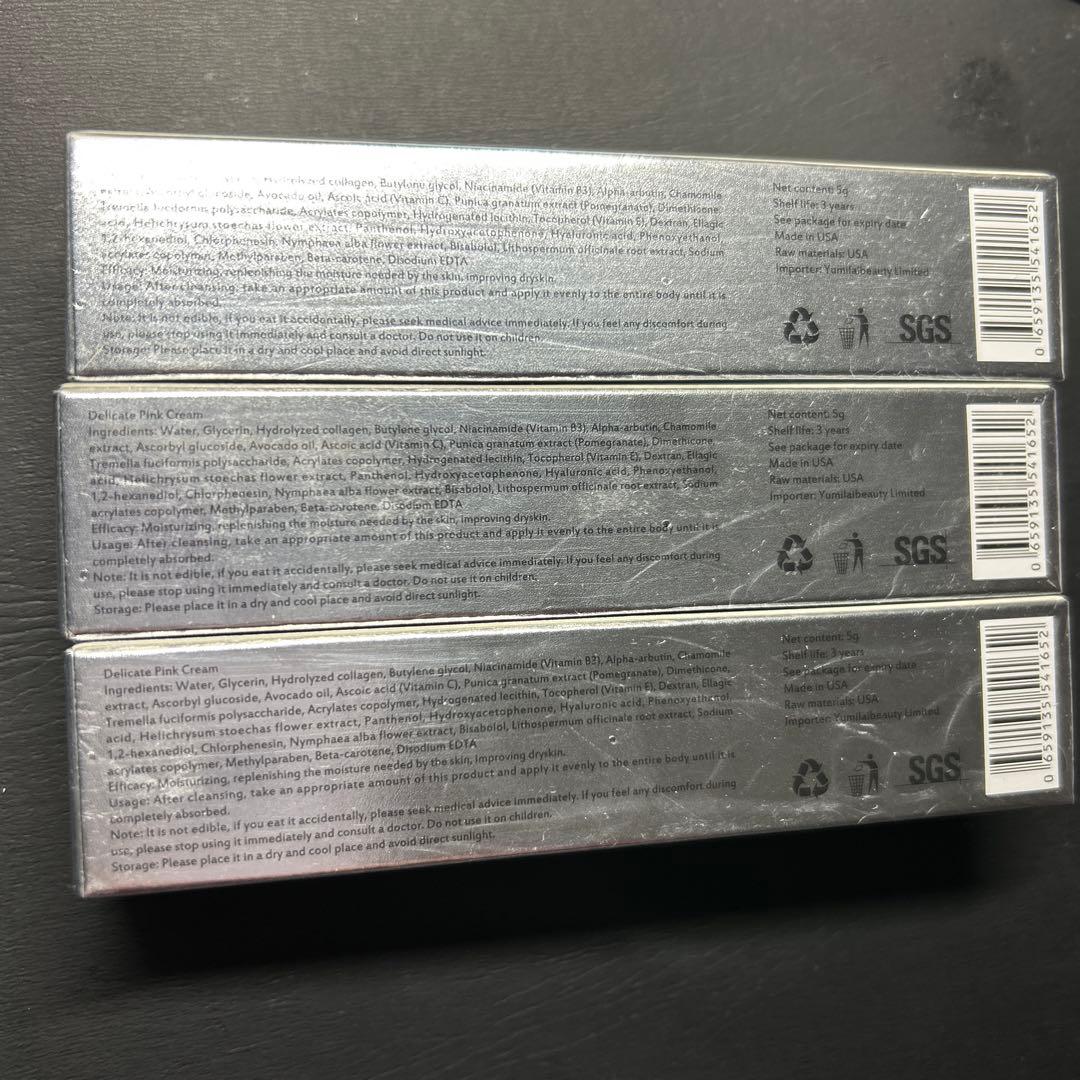 collagen, Butylene glycol, Niacinamide (Vitamin B3), Alpha-arbutin, Chamomile
Avocado oil, Ascoic acid (Vitamin C), Punica granatum extract (Pomegranate), Dimethicone,
Tremella fuciformis polysaccharide, Acrylates copolymer, Hydrogenated lecithin, Tocopherol (Vitamin E), Dextran, Ellagic
acid, Helichrysum stoechas flower extract, Panthenol, Hydroxyacetophenone, Hyaluronic acid, Phenoxyethanol,
1,2-hexanediol, Chlorphenesin, Nymphaea alba flower extract, Bisabolol, Lithospermum officinale root extract, Sodium
acrylates copolymer, Methylparaben, Beta-carotene, Disodium EDTA
Efficacy: Moisturizing, replenishing the moisture needed by the skin, improving dryskin.
Usage: After cleansing, take an appropriate amount of this product and apply it evenly to the entire body until it is
completely absorbed.
Note: It is not edible, if you eat it accidentally, please seek medical advice immediately. If you feel any discomfort during
use, please stop using it immediately and consult a doctor. Do not use it on children.
Storage: Please place it in a dry and cool place and avoid direct sunlight.
Net content: 5g
Shelf life: 3 years
See package for expiry date
Made in USA
Raw materials: USA
Importer: Yumilaibeauty Limited
SGS
0 659135 541652
Delicate Pink Cream
Ingredients: Water, Glycerin, Hydrolyzed collagen, Butylene glycol, Niacinamide (Vitamin B3), Alpha-arbutin, Chamomile
extract, Ascorbyl glucoside, Avocado oil, Ascoic acid (Vitamin C), Punica granatum extract (Pomegranate), Dimethicone,
Tremella fuciformis polysaccharide, Acrylates copolymer, Hydrogenated lecithin, Tocopherol (Vitamin E), Dextran, Ellagic
acid, Helichrysum stoechas flower extract, Panthenol, Hydroxyacetophenone, Hyaluronic acid, Phenoxyethanol,
1,2-hexanediol, Chlorphenesin, Nymphaea alba flower extract, Bisabolol, Lithospermum officinale root extract, Sodium
acrylates copolymer, Methylparaben, Beta-carotene, Disodium EDTA
Efficacy: Moisturizing, replenishing the moisture needed by the skin, improving dryskin.
Usage: After cleansing, take an appropriate amount of this product and apply it evenly to the entire body until it is
completely absorbed.
Note: It is not edible, if you eat it accidentally, please seek medical advice immediately. If you feel any discomfort during
use, please stop using it immediately and consult a doctor. Do not use it on children.
Storage: Please place it in a dry and cool place and avoid direct sunlight.
Net content: 5g
Shelf life: 3 years
See package for expiry date
Made in USA
Raw materials: USA
Importer: Yumilaibeauty Limited
SGS
0 659135 541652
Delicate Pink Cream
Ingredients: Water, Glycerin, Hydrolyzed collagen, Butylene glycol, Niacinamide (Vitamin B3), Alpha-arbutin, Chamomile
extract, Ascorbyl glucoside, Avocado oil, Ascoic acid (Vitamin C), Punica granatum extract (Pomegranate), Dimethicone,
Tremella fuciformis polysaccharide, Acrylates copolymer, Hydrogenated lecithin, Tocopherol (Vitamin E), Dextran, Ellagic
acid, Helichrysum stoechas flower extract, Panthenol, Hydroxyacetophenone, Hyaluronic acid, Phenoxyethanol,
1,2-hexanediol, Chlorphenesin, Nymphaea alba flower extract, Bisabolol, Lithospermum officinale root extract, Sodium
acrylates copolymer, Methylparaben, Beta-carotene, Disodium EDTA
Efficacy: Moisturizing, replenishing the moisture needed by the skin, improving dryskin.
Usage: After cleansing, take an appropriate amount of this product and apply it evenly to the entire body until it is
completely absorbed.
Note: It is not edible, if you eat it accidentally, please seek medical advice immediately. If you feel any discomfort during
use, please stop using it immediately and consult a doctor. Do not use it on children.
Storage: Please place it in a dry and cool place and avoid direct sunlight.
Net content: 5g
Shelf life: 3 years
See package for expiry date
Made in USA
Raw materials: USA
Importer: Yumilaibeauty Limited
SGS
0 659135 541652